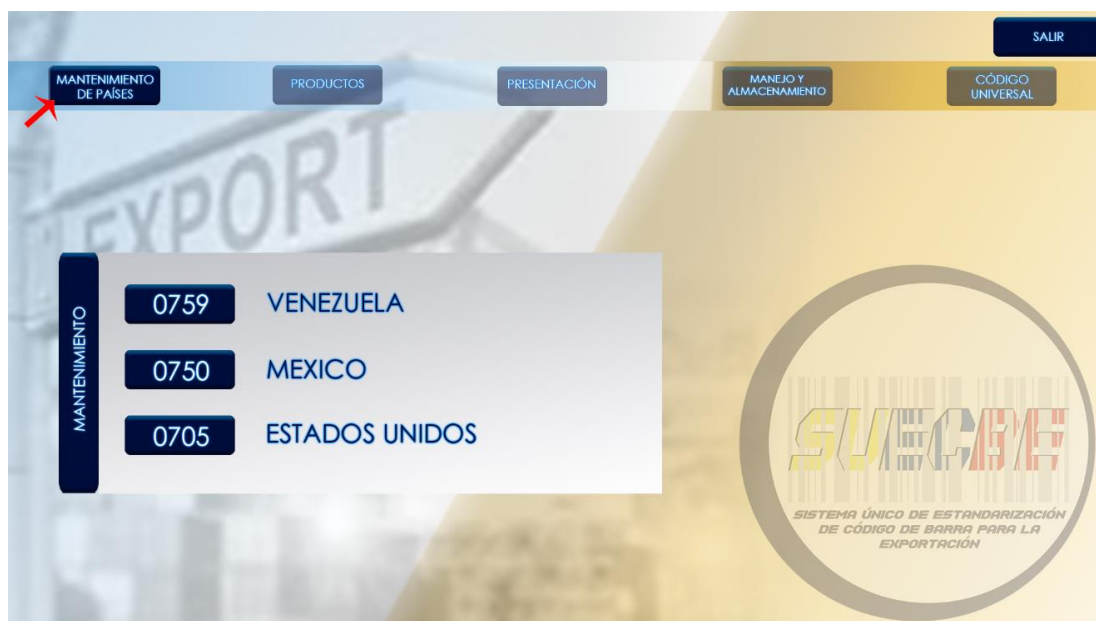 SALIR
MANTENIMIENTO
DE PAÍSES
PRODUCTOS
PRESENTACIÓN
MANEJO Y
ALMACENAMIENTO
CÓDIGO
UNIVERSAL
EXPORT
MANTENIMIENTO
0759 VENEZUELA
0750 MEXICO
0705 ESTADOS UNIDOS
SUECBE
SISTEMA ÚNICO DE ESTANDARIZACIÓN
DE CÓDIGO DE BARRA PARA LA
EXPORTACIÓN